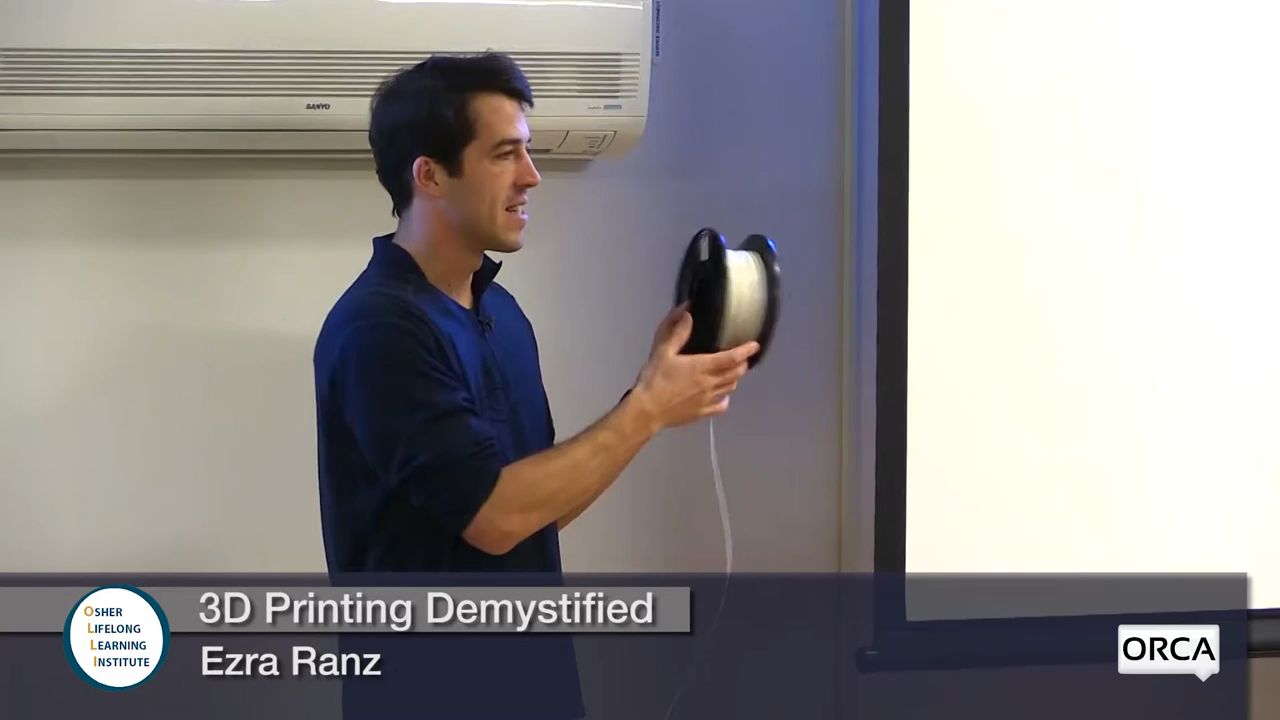 SANYO
3D Printing Demystified
Ezra Ranz
OSHER
LIFELONG
LEARNING
INSTITUTE
ORCA